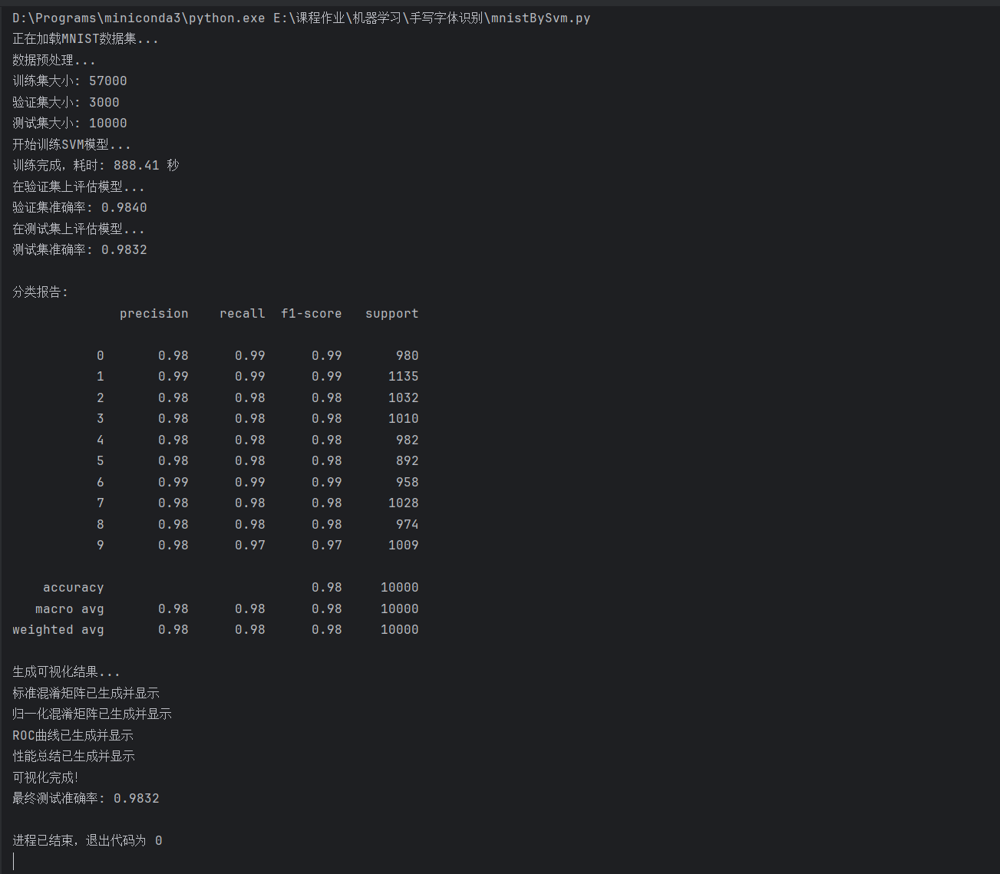 D:\Programs\miniconda3\python.exe E:\课程作业\机器学习\手写字体识别\mnistBySvm.py
正在加载MNIST数据集...
数据预处理...
训练集大小: 57000
验证集大小: 3000
测试集大小: 10000
开始训练SVM模型...
训练完成，耗时: 888.41 秒
在验证集上评估模型...
验证集准确率: 0.9840
在测试集上评估模型...
测试集准确率: 0.9832
分类报告:
precision recall f1-score support
0 0.98 0.99 0.99 980
1 0.99 0.99 0.99 1135
2 0.98 0.98 0.98 1032
3 0.98 0.98 0.98 1010
4 0.98 0.98 0.98 982
5 0.98 0.98 0.98 892
6 0.99 0.99 0.99 958
7 0.98 0.98 0.98 1028
8 0.98 0.98 0.98 974
9 0.98 0.97 0.97 1009
accuracy 0.98 10000
macro avg 0.98 0.98 0.98 10000
weighted avg 0.98 0.98 0.98 10000
生成可视化结果...
标准混淆矩阵已生成并显示
归一化混淆矩阵已生成并显示
ROC曲线已生成并显示
性能总结已生成并显示
可视化完成!
最终测试准确率: 0.9832
进程已结束，退出代码为 0